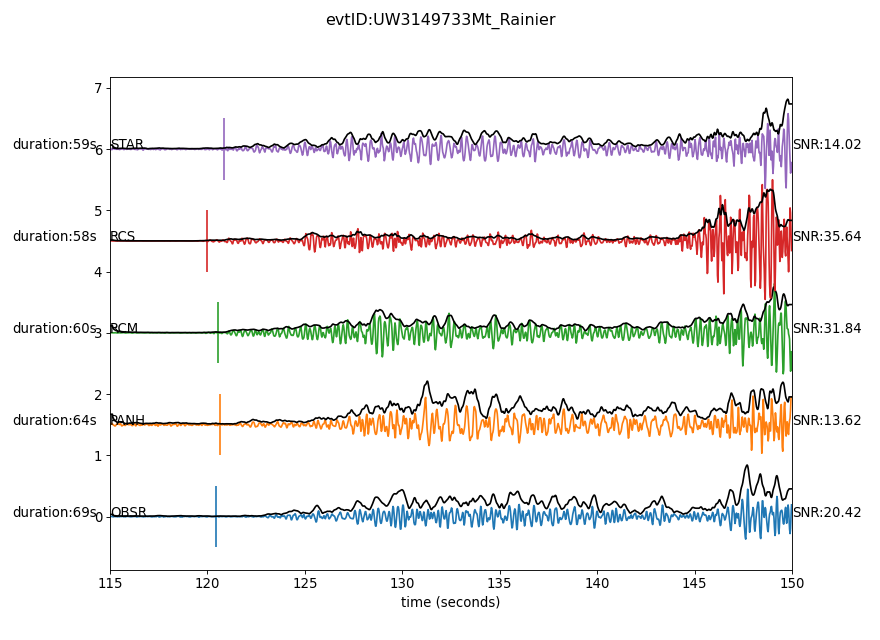 evtID:UW3149733Mt_Rainier
7
duration:59s 6 STAR SNR:14.02
5
duration:58s RCS SNR:35.64
4
duration:60s 3 RCM SNR:31.84
2
duration:64s PANH SNR:13.62
1
duration:69s 0 OBSR SNR:20.42
115 120 125 130 135 140 145 150
time (seconds)